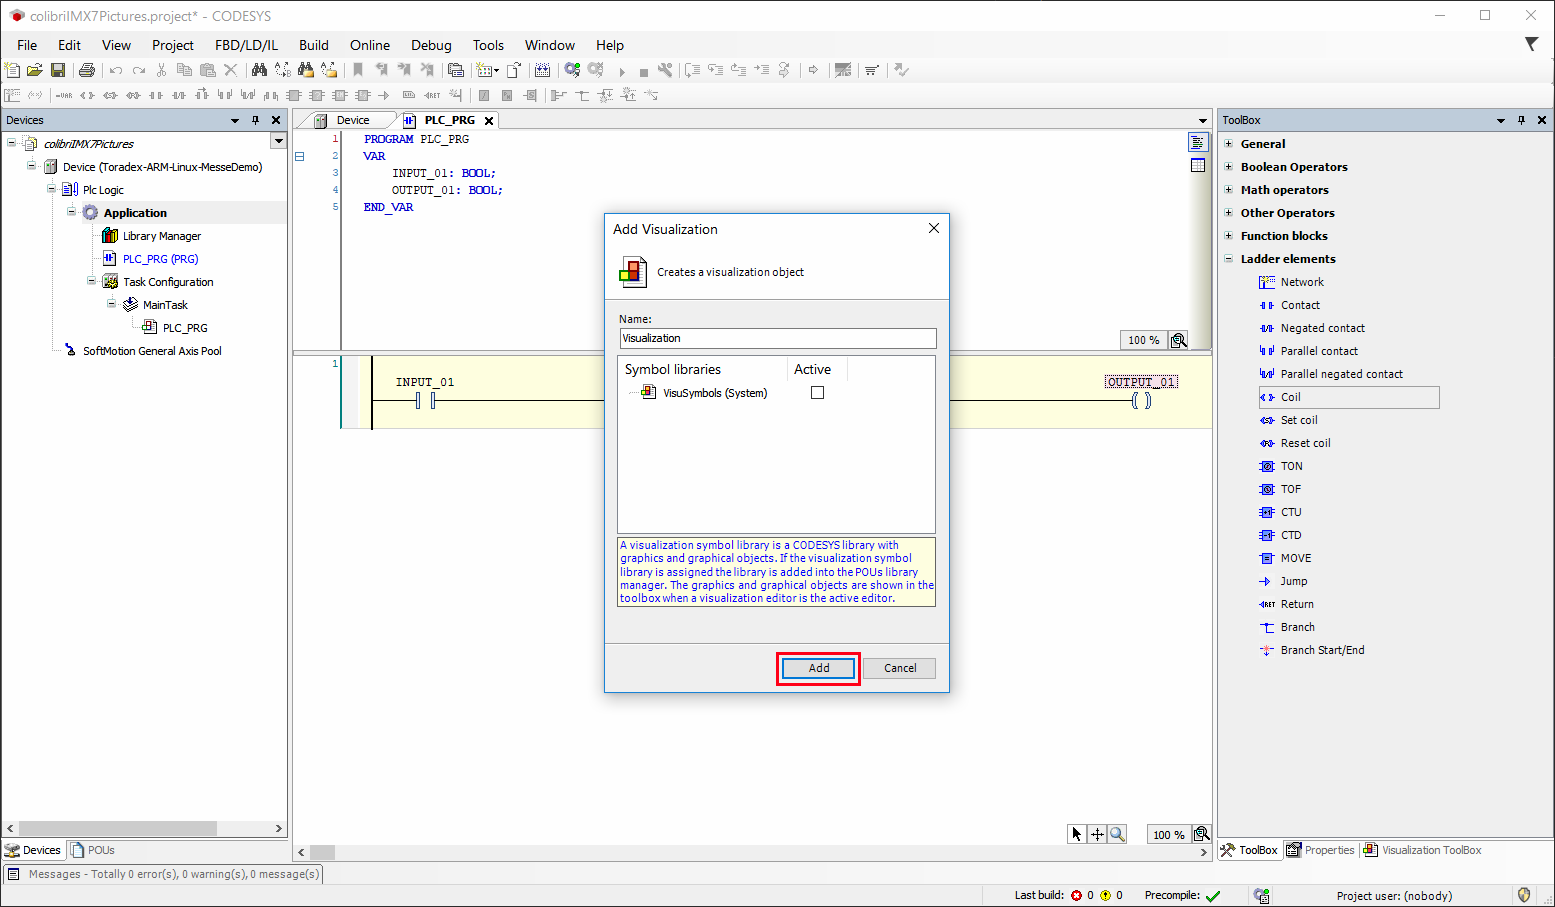 colibriIMX7Pictures.project* - CODESYS
File Edit View Project FBD/LD/IL Build Online Debug Tools Window Help
Devices
colibriIMX7Pictures
Device (Toradex-ARM-Linux-MesseDemo)
Plc Logic
Application
Library Manager
PLC_PRG (PRG)
Task Configuration
MainTask
PLC_PRG
SoftMotion General Axis Pool
Devices POUs
Device PLC_PRG
1 PROGRAM PLC_PRG
2 VAR
3 INPUT_01: BOOL;
4 OUTPUT_01: BOOL;
5 END_VAR
100 %
1
INPUT_01
OUTPUT_01
100 %
Add Visualization
Creates a visualization object
Name:
Visualization
Symbol libraries Active
VisuSymbols (System)
A visualization symbol library is a CODESYS library with
graphics and graphical objects. If the visualization symbol
library is assigned the library is added into the POUs library
manager. The graphics and graphical objects are shown in the
toolbox when a visualization editor is the active editor.
Add Cancel
ToolBox
General
Boolean Operators
Math operators
Other Operators
Function blocks
Ladder elements
Network
Contact
Negated contact
Parallel contact
Parallel negated contact
Coil
Set coil
Reset coil
TON
TOF
CTU
CTD
MOVE
Jump
Return
Branch
Branch Start/End
ToolBox Properties Visualization ToolBox
Messages - Totally 0 error(s), 0 warning(s), 0 message(s)
Last build: 0 0 Precompile: Project user: (nobody)